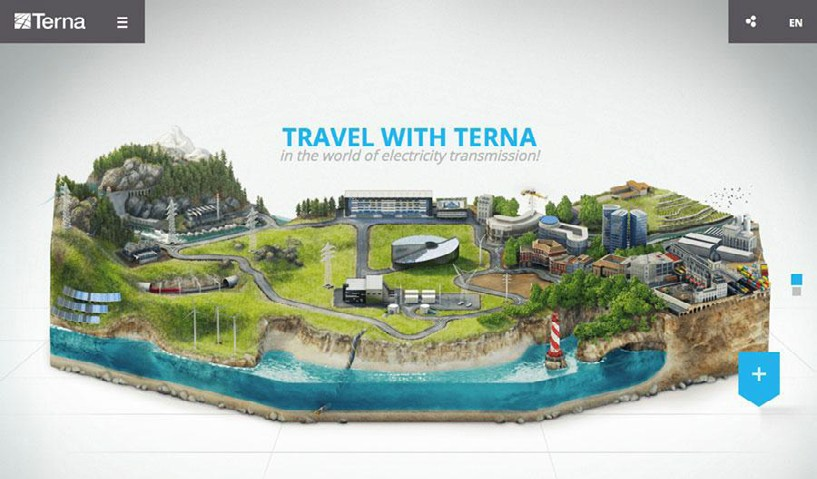 Terna
EN
TRAVEL WITH TERNA
in the world of electricity transmission!